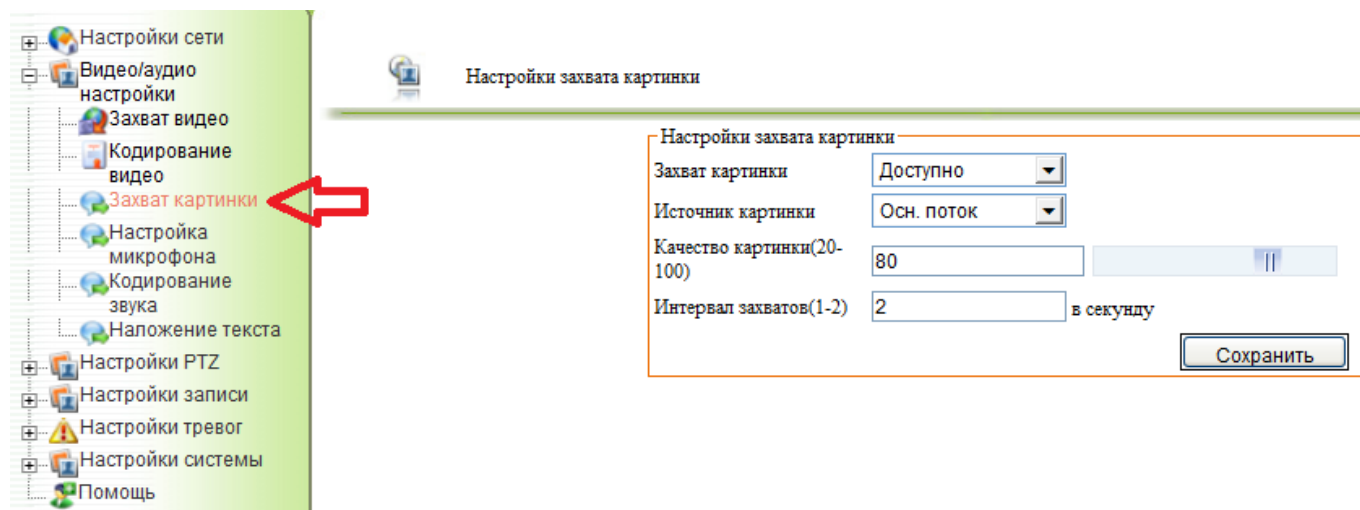 Настройки сети
Видео/аудио
настройки
Захват видео
Кодирование
видео
Захват картинки
Настройка
микрофона
Кодирование
звука
Наложение текста
Настройки PTZ
Настройки записи
Настройки тревог
Настройки системы
Помощь
Настройки захвата картинки
Настройки захвата картинки
Захват картинки Доступно
Источник картинки Осн. поток
Качество картинки(20-
100) 80
Интервал захватов(1-2) 2 в секунду
Сохранить